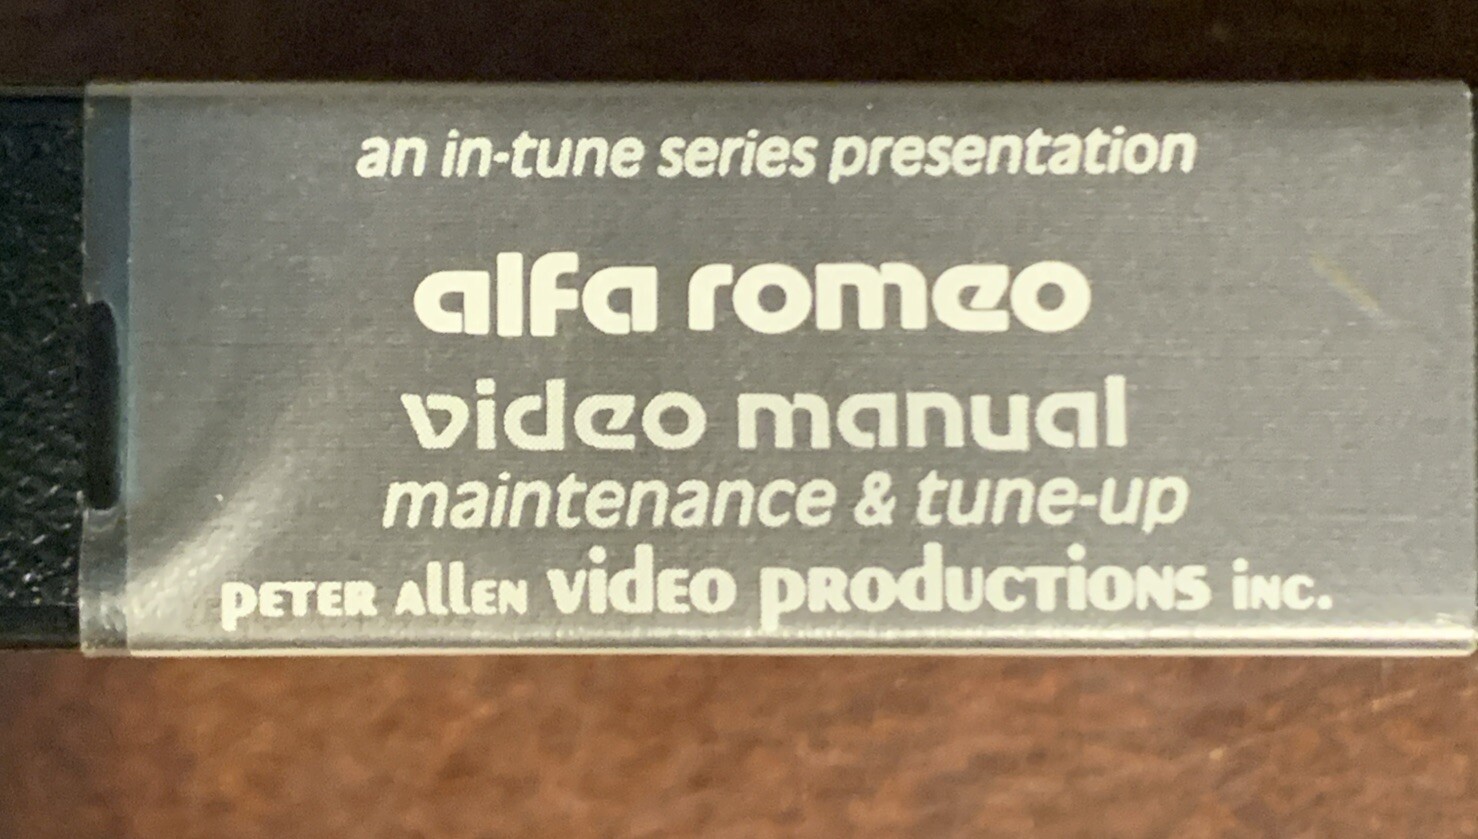 an in-tune series presentation
alfa romeo
video manual
maintenance & tune-up
PETER AllEN VidEO PRODUCTiONS iNC.